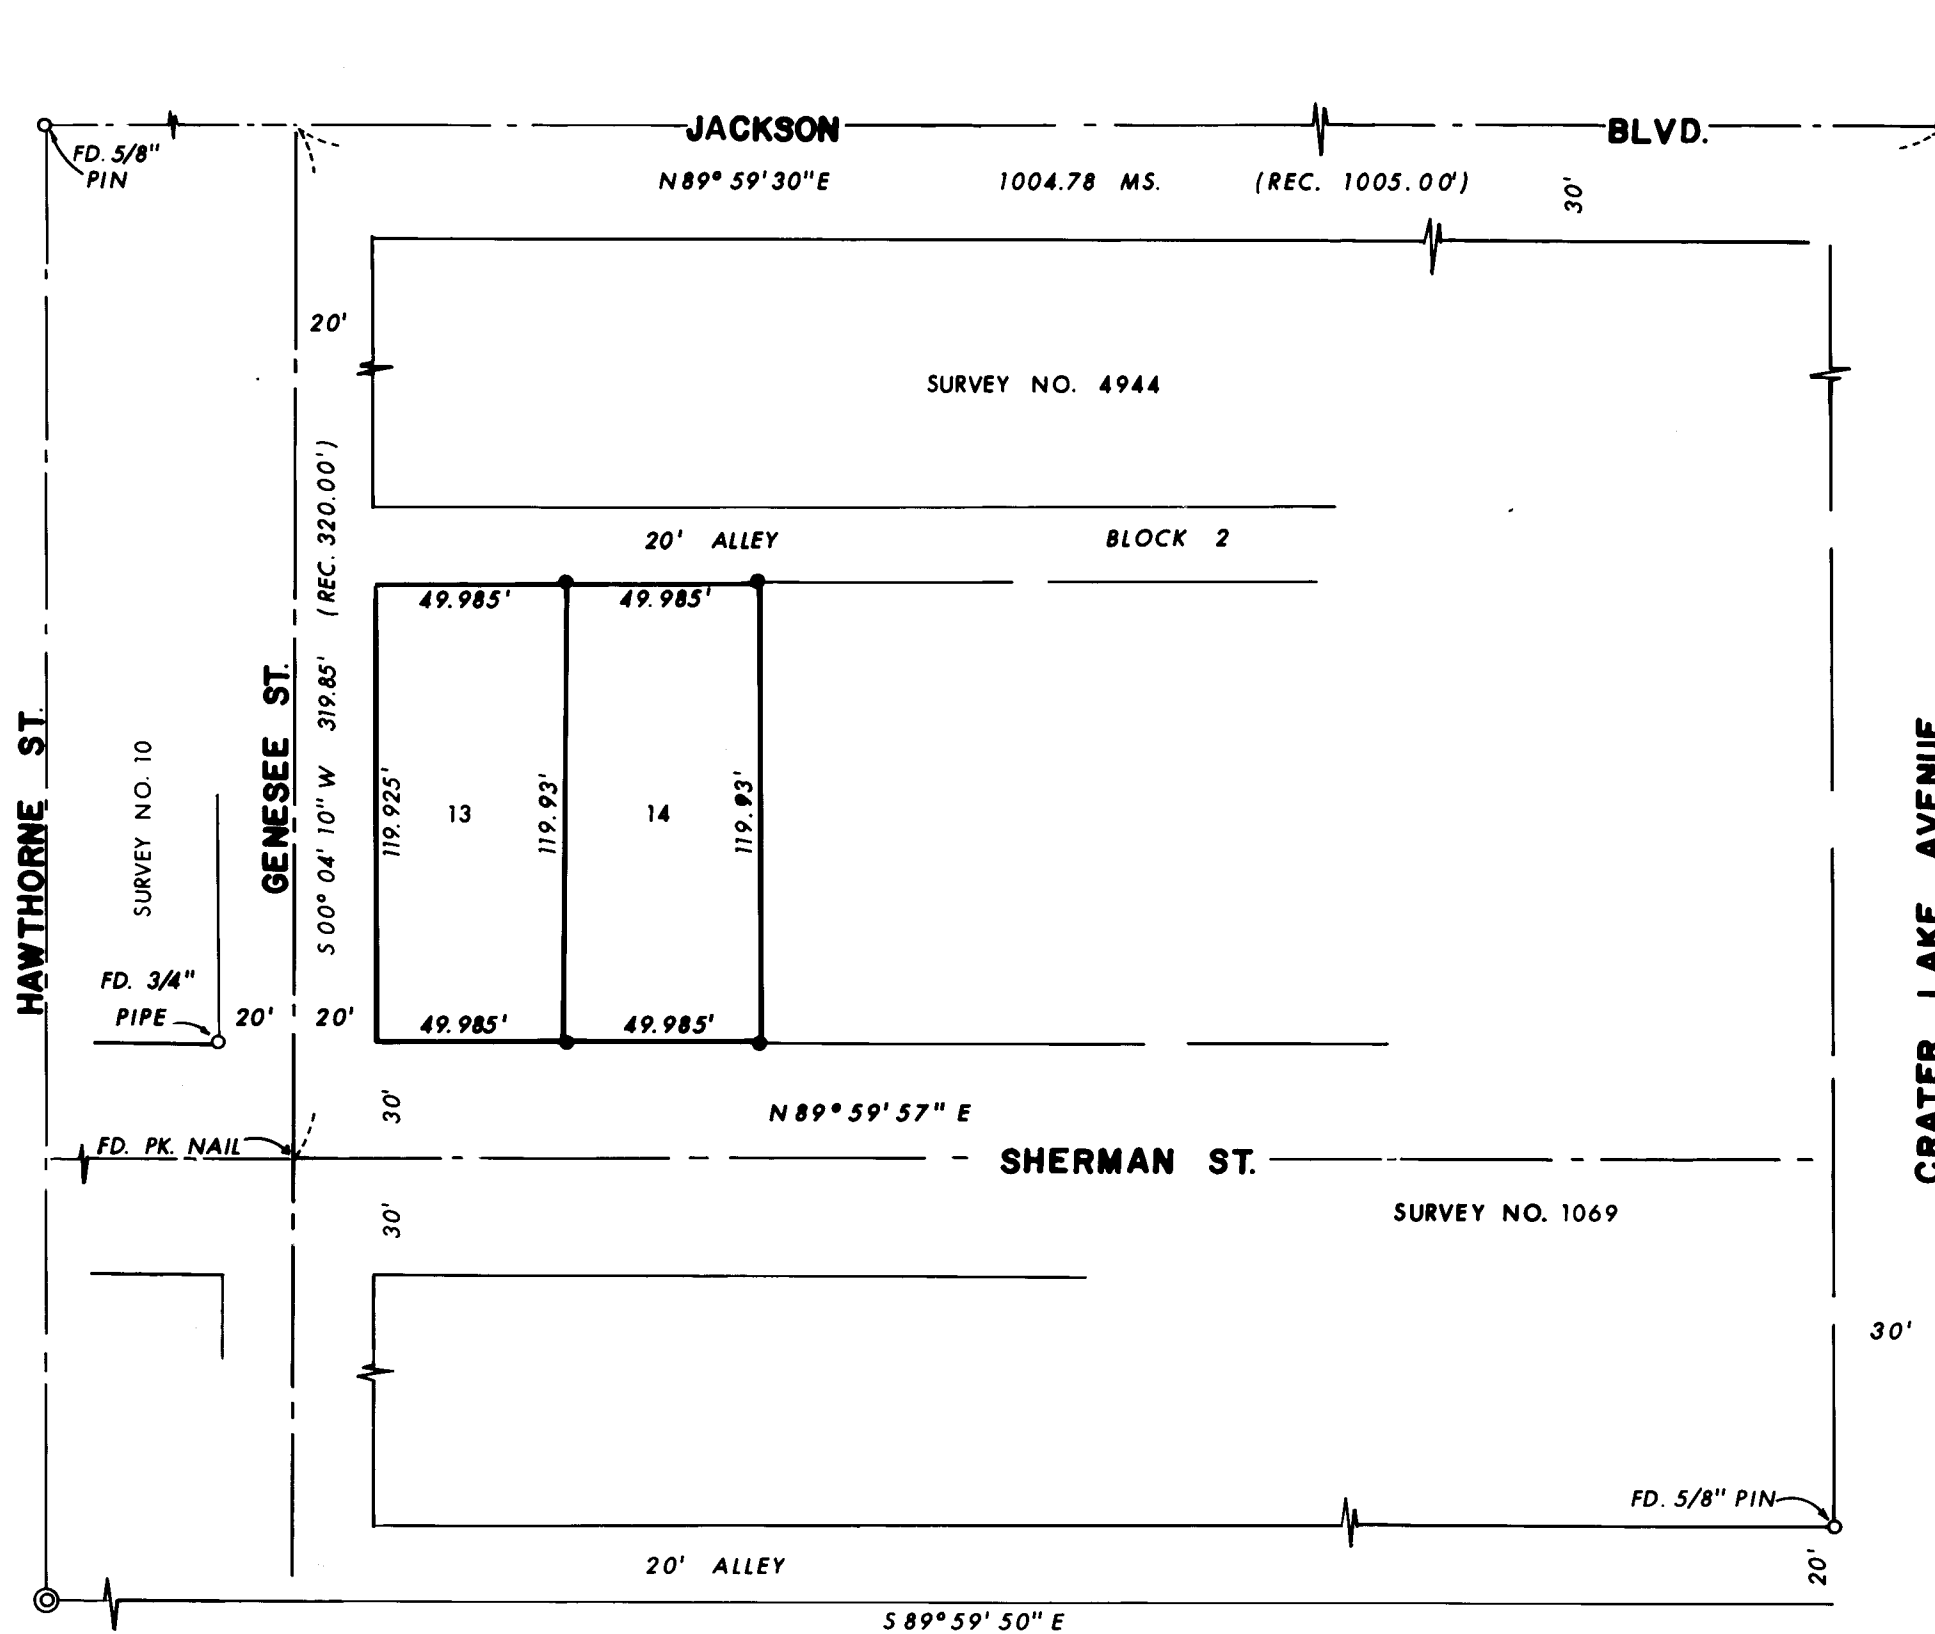 JACKSON BLVD.
FD. 5/8"
PIN
N 89° 59' 30" E 1004.78 MS. (REC. 1005.00')
30'
20'
SURVEY NO. 4944
(REC. 320.00')
20' ALLEY BLOCK 2
49.985' 49.985'
HAWTHORNE ST.
SURVEY NO. 10
GENESEE ST.
S 00° 04' 10" W 319.85'
119.925'
13
119.93'
14
119.93'
CRATER LAKE AVENUE
FD. 3/4"
PIPE
20' 20'
49.985' 49.985'
30'
N 89° 59' 57" E
FD. PK. NAIL
SHERMAN ST.
30'
SURVEY NO. 1069
30'
FD. 5/8" PIN
20' ALLEY
20'
S 89° 59' 50" E